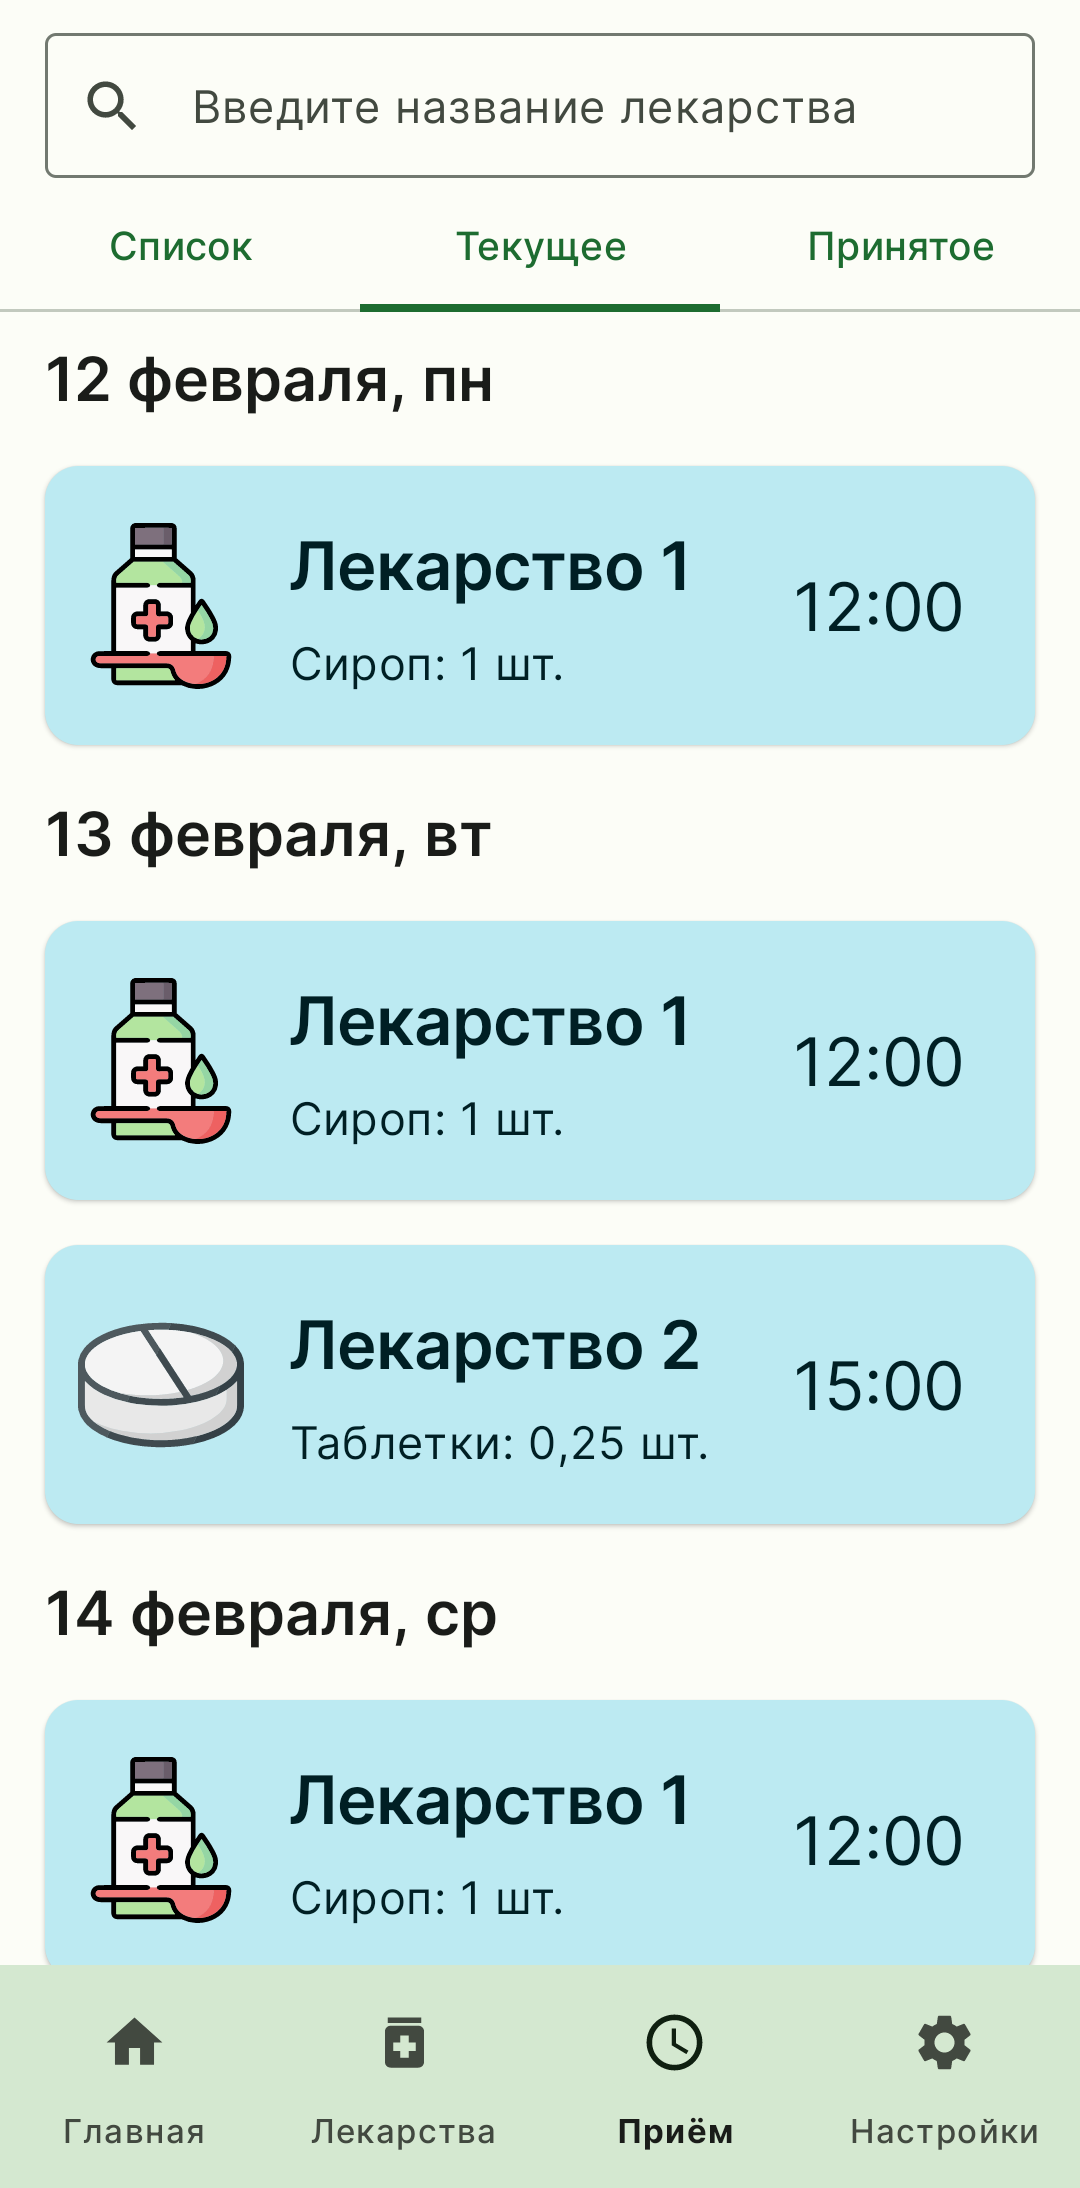 Введите название лекарства
Список Текущее Принятое
12 февраля, пн
Лекарство 1
12:00
Сироп: 1 шт.
13 февраля, вт
Лекарство 1
12:00
Сироп: 1 шт.
Лекарство 2
15:00
Таблетки: 0,25 шт.
14 февраля, ср
Лекарство 1
12:00
Сироп: 1 шт.
Главная Лекарства Приём Настройки